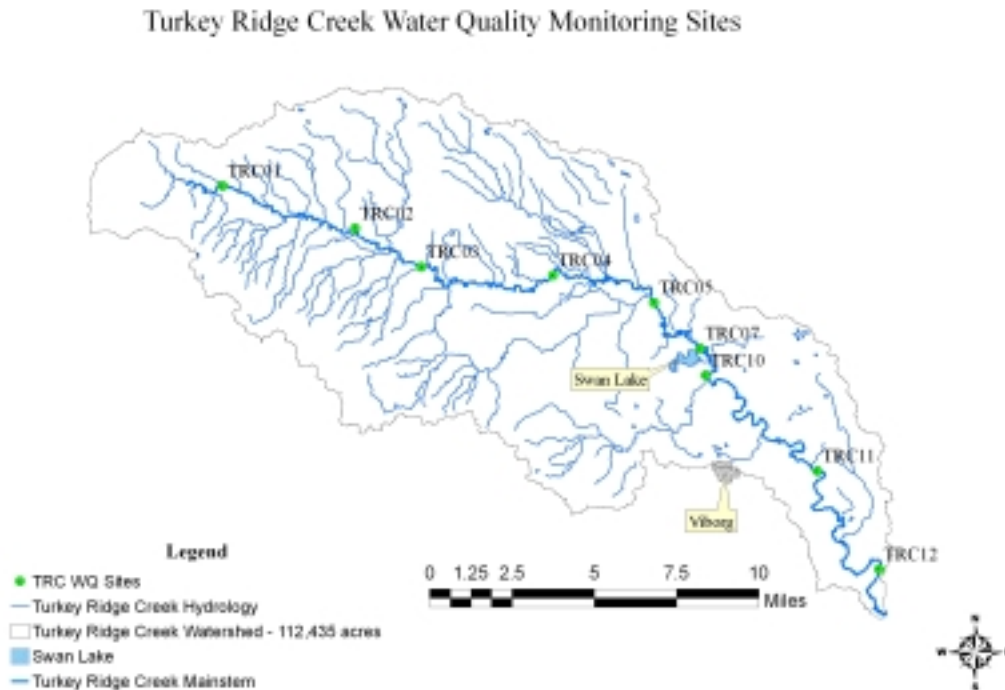 Turkey Ridge Creek Water Quality Monitoring Sites
TRC01
TRC02
TRC03
TRC04
TRC05
TRC07
TRC10
Swan Lake
TRC11
Viborg
TRC12
Legend
TRC WQ Sites
Turkey Ridge Creek Hydrology
Turkey Ridge Creek Watershed - 112,435 acres
Swan Lake
Turkey Ridge Creek Mainstem
0 1.25 2.5 5 7.5 10
Miles
N
W
S